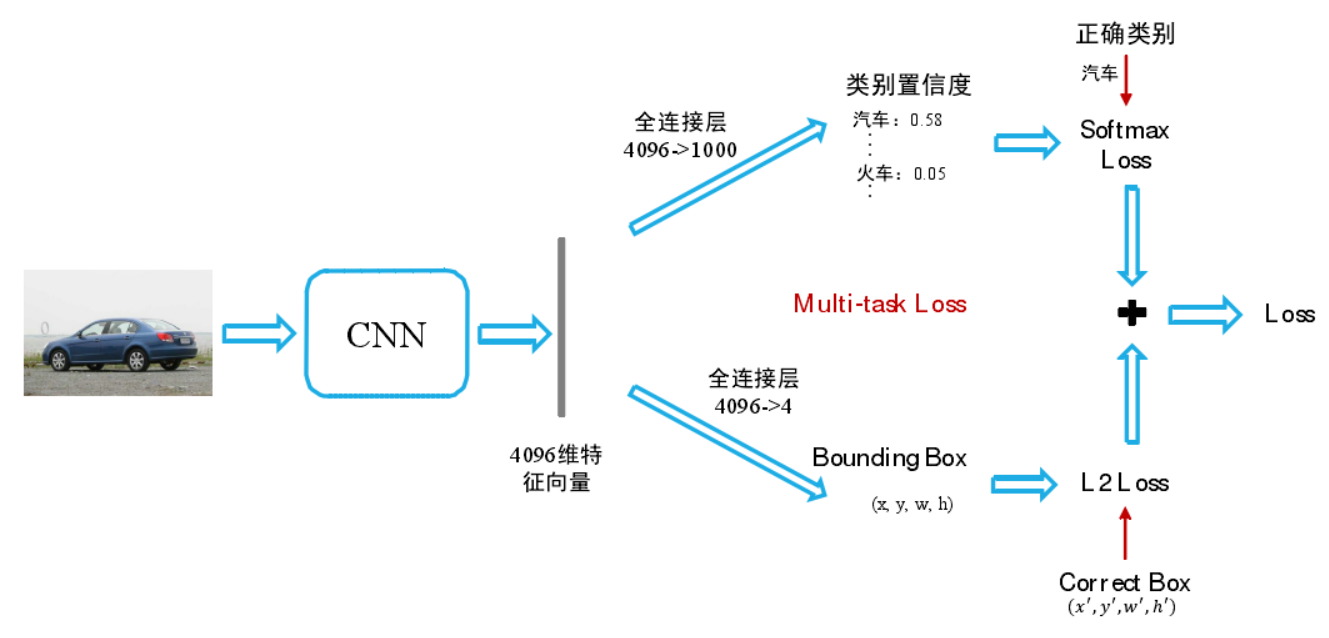 正确类别
汽车
类别置信度
汽车：0.58
⋮
火车：0.05
⋮
全连接层
4096->1000
Softmax
Loss
CNN
Multi-task Loss
+
Loss
全连接层
4096->4
4096维特
征向量
Bounding Box
(x, y, w, h)
L2 Loss
Correct Box
(x′, y′, w′, h′)